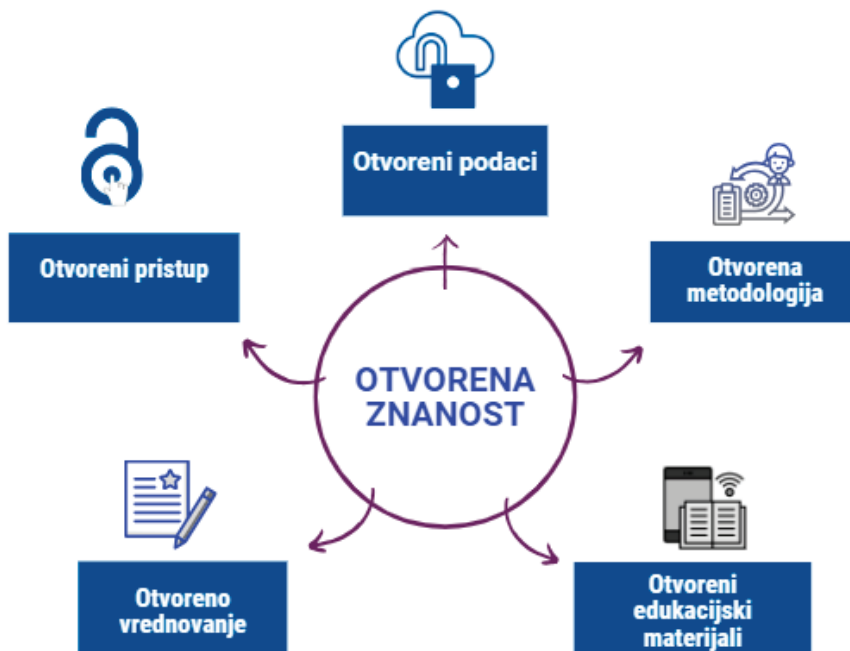 Otvoreni podaci
Otvoreni pristup
Otvorena
metodologija
OTVORENA
ZNANOST
Otvoreno
vrednovanje
Otvoreni
edukacijski
materijali